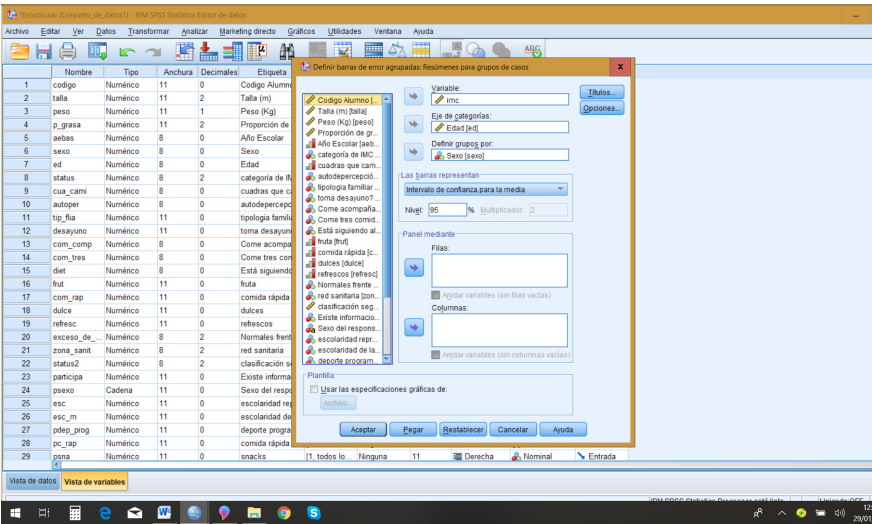 *Estudio.sav [Conjunto_de_datos1] - IBM SPSS Statistics Editor de datos
Archivo Editar Ver Datos Transformar Analizar Marketing directo Gráficos Utilidades Ventana Ayuda
Nombre Tipo Anchura Decimales Etiqueta
1 codigo Numérico 11 0 Codigo Alumno
2 talla Numérico 11 2 Talla (m)
3 peso Numérico 11 1 Peso (Kg)
4 p_grasa Numérico 11 2 Proporción de
5 aebas Numérico 8 0 Año Escolar
6 sexo Numérico 8 0 Sexo
7 ed Numérico 8 0 Edad
8 status Numérico 8 2 categoría de IM
9 cua_cami Numérico 8 0 cuadras que ca
10 autoper Numérico 8 0 autodepercepc
11 tip_flia Numérico 11 0 tipologia famili
12 desayuno Numérico 11 0 toma desayun
13 com_comp Numérico 8 0 Come acompa
14 com_tres Numérico 8 0 Come tres con
15 diet Numérico 8 0 Está siguiendo
16 frut Numérico 11 0 fruta
17 com_rap Numérico 11 0 comida rápida
18 dulce Numérico 11 0 dulces
19 refresc Numérico 11 0 refrescos
20 exceso_de_... Numérico 8 2 Normales frent
21 zona_sanit Numérico 8 2 red sanitaria
22 status2 Numérico 8 2 clasificación s
23 participa Numérico 11 0 Existe informa
24 psexo Cadena 11 0 Sexo del respo
25 esc Numérico 11 0 escolaridad rep
26 esc_m Numérico 11 0 escolaridad de
27 pdep_prog Numérico 11 0 deporte progra
28 pc_rap Numérico 11 0 comida rápida
29 psna Numérico 11 0 snacks {1, todos lo... Ninguna 11 Derecha Nominal Entrada
Vista de datos Vista de variables
Definir barras de error agrupadas: Resúmenes para grupos de casos
x
Codigo Alumno [...
Talla (m) [talla]
Peso (Kg) [peso]
Proporción de gr...
Año Escolar [aeb...
categoría de IMC ...
cuadras que cam...
autodepercepció...
tipologia familiar ...
toma desayuno? ...
Come acompaña...
Come tres comid...
Está siguiendo al...
fruta [frut]
comida rápida [c...
dulces [dulce]
refrescos [refresc]
Normales frente ...
red sanitaria [zon...
clasificación seg...
Existe informacio...
Sexo del respons...
escolaridad repr...
escolaridad de la...
deporte program...
Variable:
imc
Eje de categorías:
Edad [ed]
Definir grupos por:
Sexo [sexo]
Títulos...
Opciones...
Las barras representan
Intervalo de confianza para la media
Nivel: 95 % Multiplicador: 2
Panel mediante
Filas:
Anidar variables (sin filas vacías)
Columnas:
Anidar variables (sin columnas vacías)
Plantilla
Usar las especificaciones gráficas de:
Archivo...
Aceptar Pegar Restablecer Cancelar Ayuda